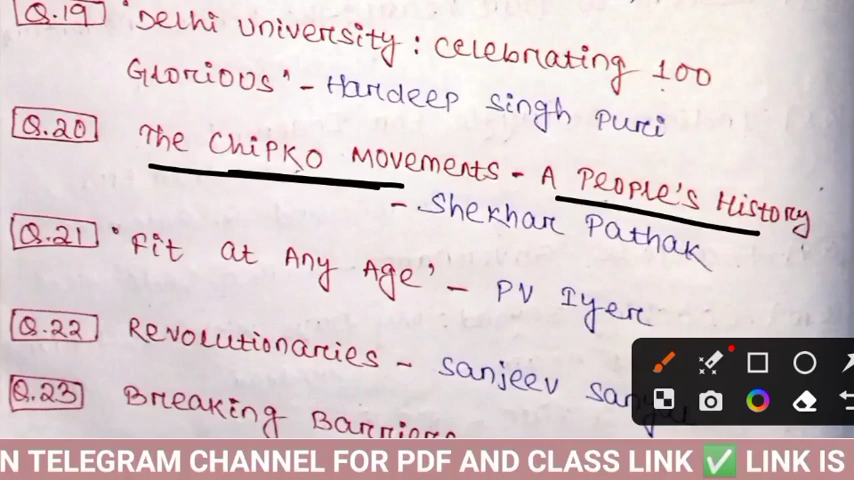 Q.19 'Delhi University : Celebrating 100
Glorious' - Hardeep Singh Puri
Q.20 The Chipko Movements - A People's History
- Shekhar Pathak
Q.21 'Fit at Any Age' - PV Iyer
Q.22 Revolutionaries - Sanjeev
Q.23 Breaking Barriers
N TELEGRAM CHANNEL FOR PDF AND CLASS LINK ✅ LINK IS